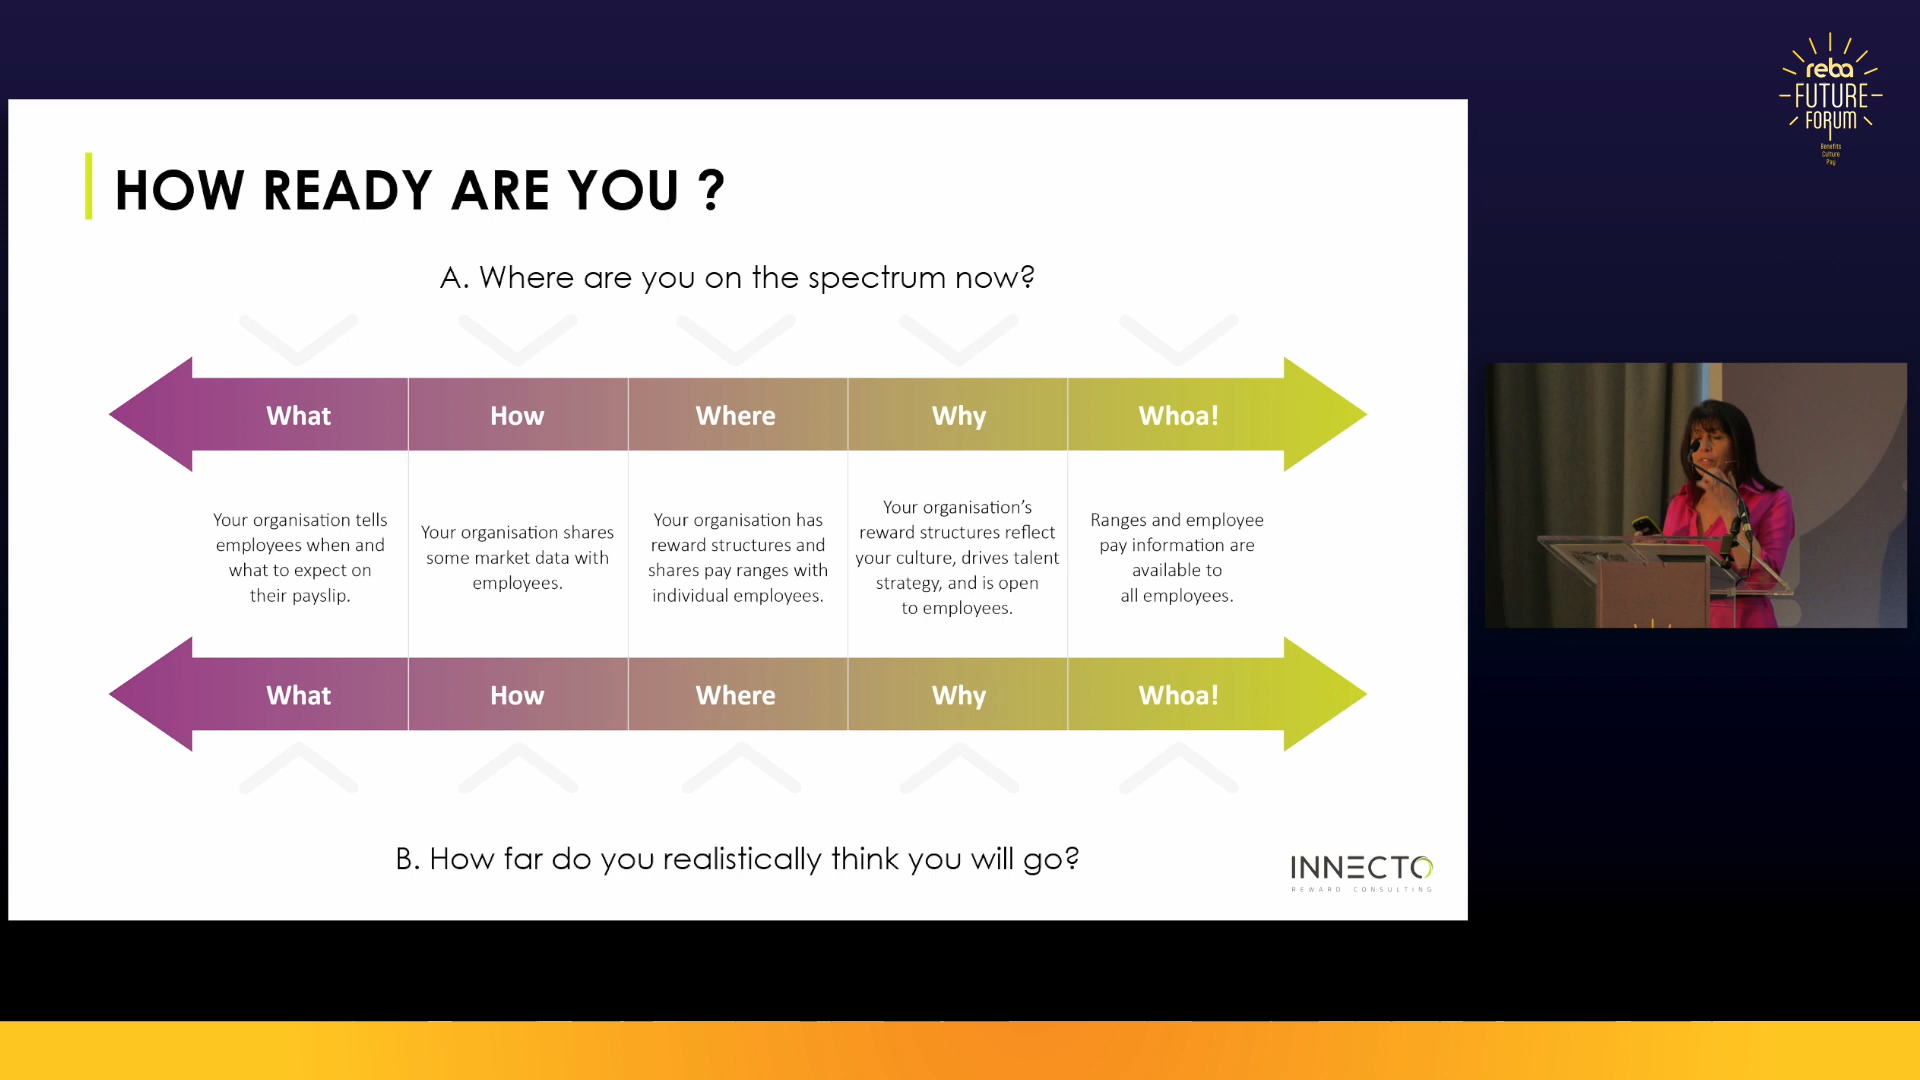 reba
FUTURE
FORUM
Benefits
Culture
Pay
HOW READY ARE YOU ?
A. Where are you on the spectrum now?
What
How
Where
Why
Whoa!
Your organisation tells
employees when and
what to expect on
their payslip.
Your organisation shares
some market data with
employees.
Your organisation has
reward structures and
shares pay ranges with
individual employees.
Your organisation’s
reward structures reflect
your culture, drives talent
strategy, and is open
to employees.
Ranges and employee
pay information are
available to
all employees.
What
How
Where
Why
Whoa!
B. How far do you realistically think you will go?
INNECTO
REWARD CONSULTING